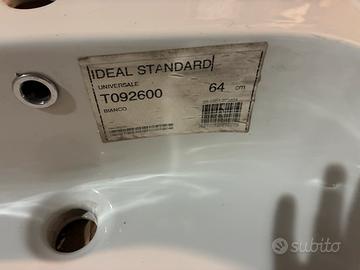 IDEAL STANDARD
UNIVERSALE
T092600 64 cm
BIANCO
subito